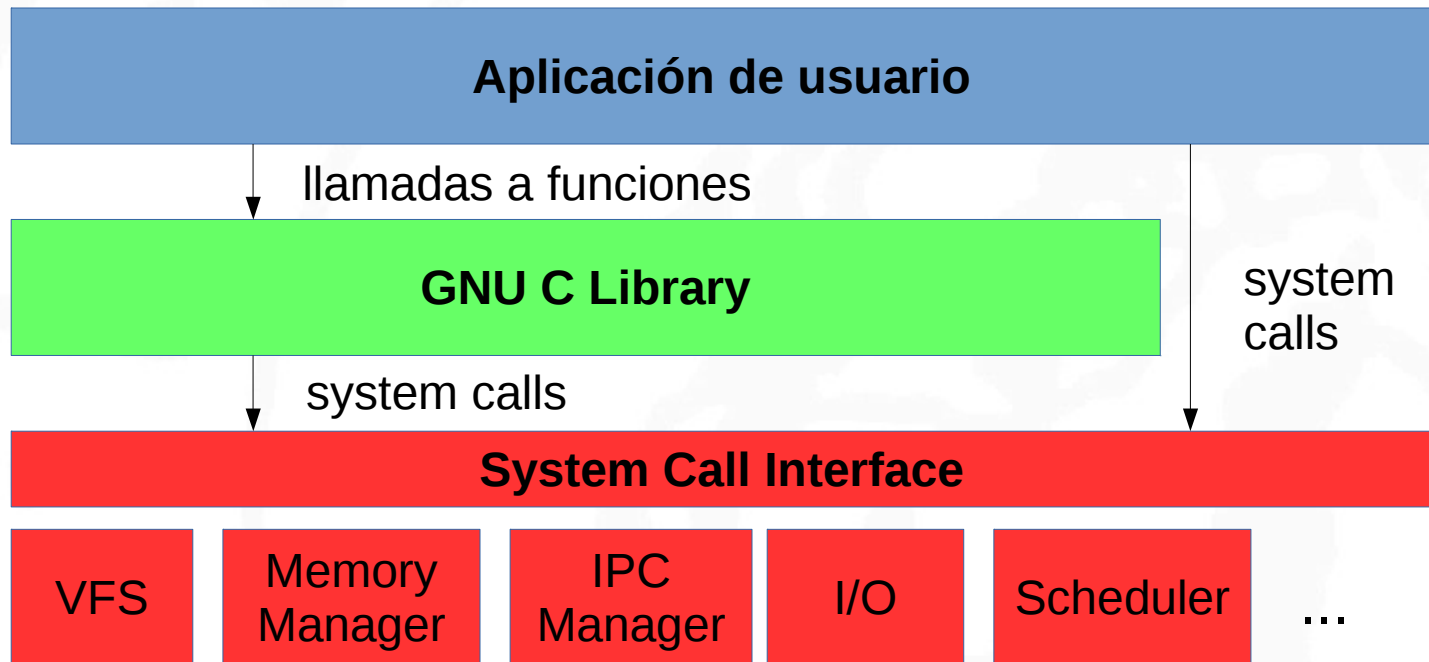 Aplicación de usuario
llamadas a funciones
GNU C Library
system
calls
system calls
System Call Interface
VFS
Memory
Manager
IPC
Manager
I/O
Scheduler
...